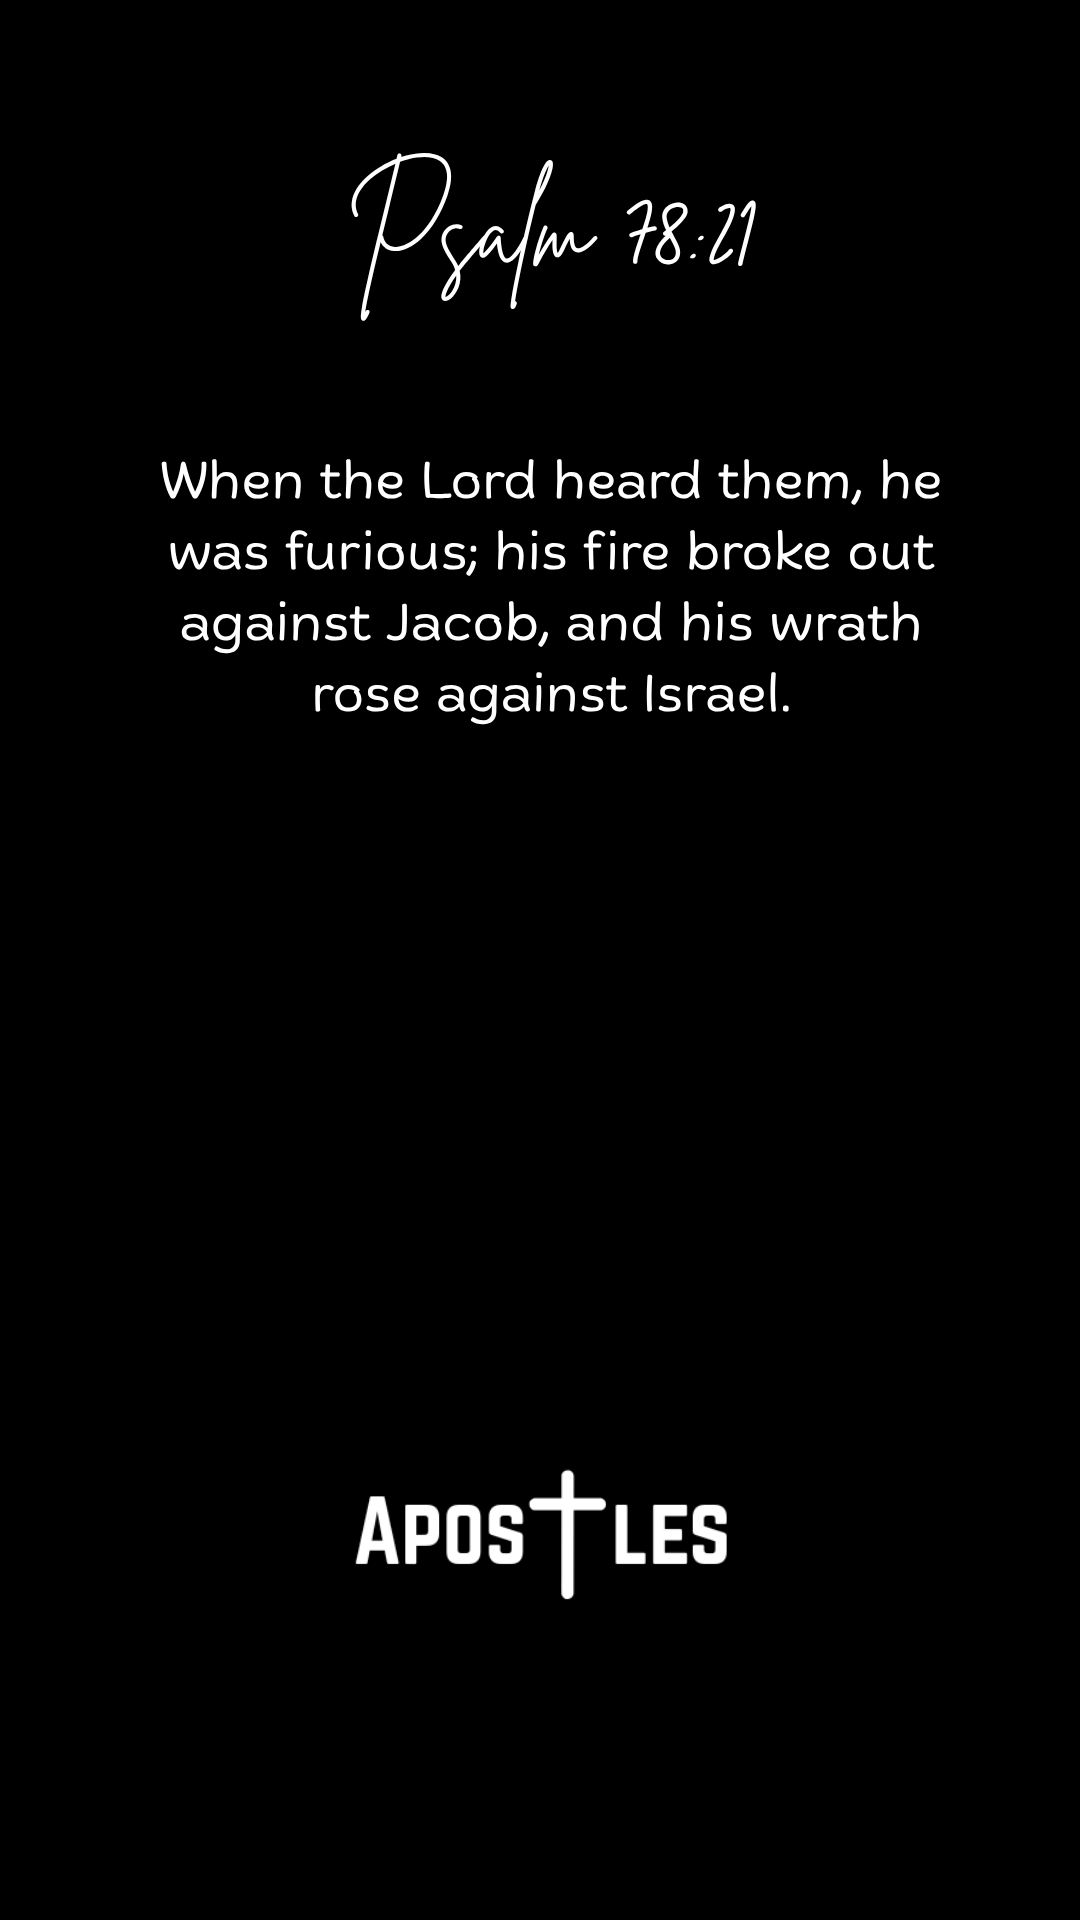 Psalm 78:21
When the Lord heard them, he
was furious; his fire broke out
against Jacob, and his wrath
rose against Israel.
APOSTLES